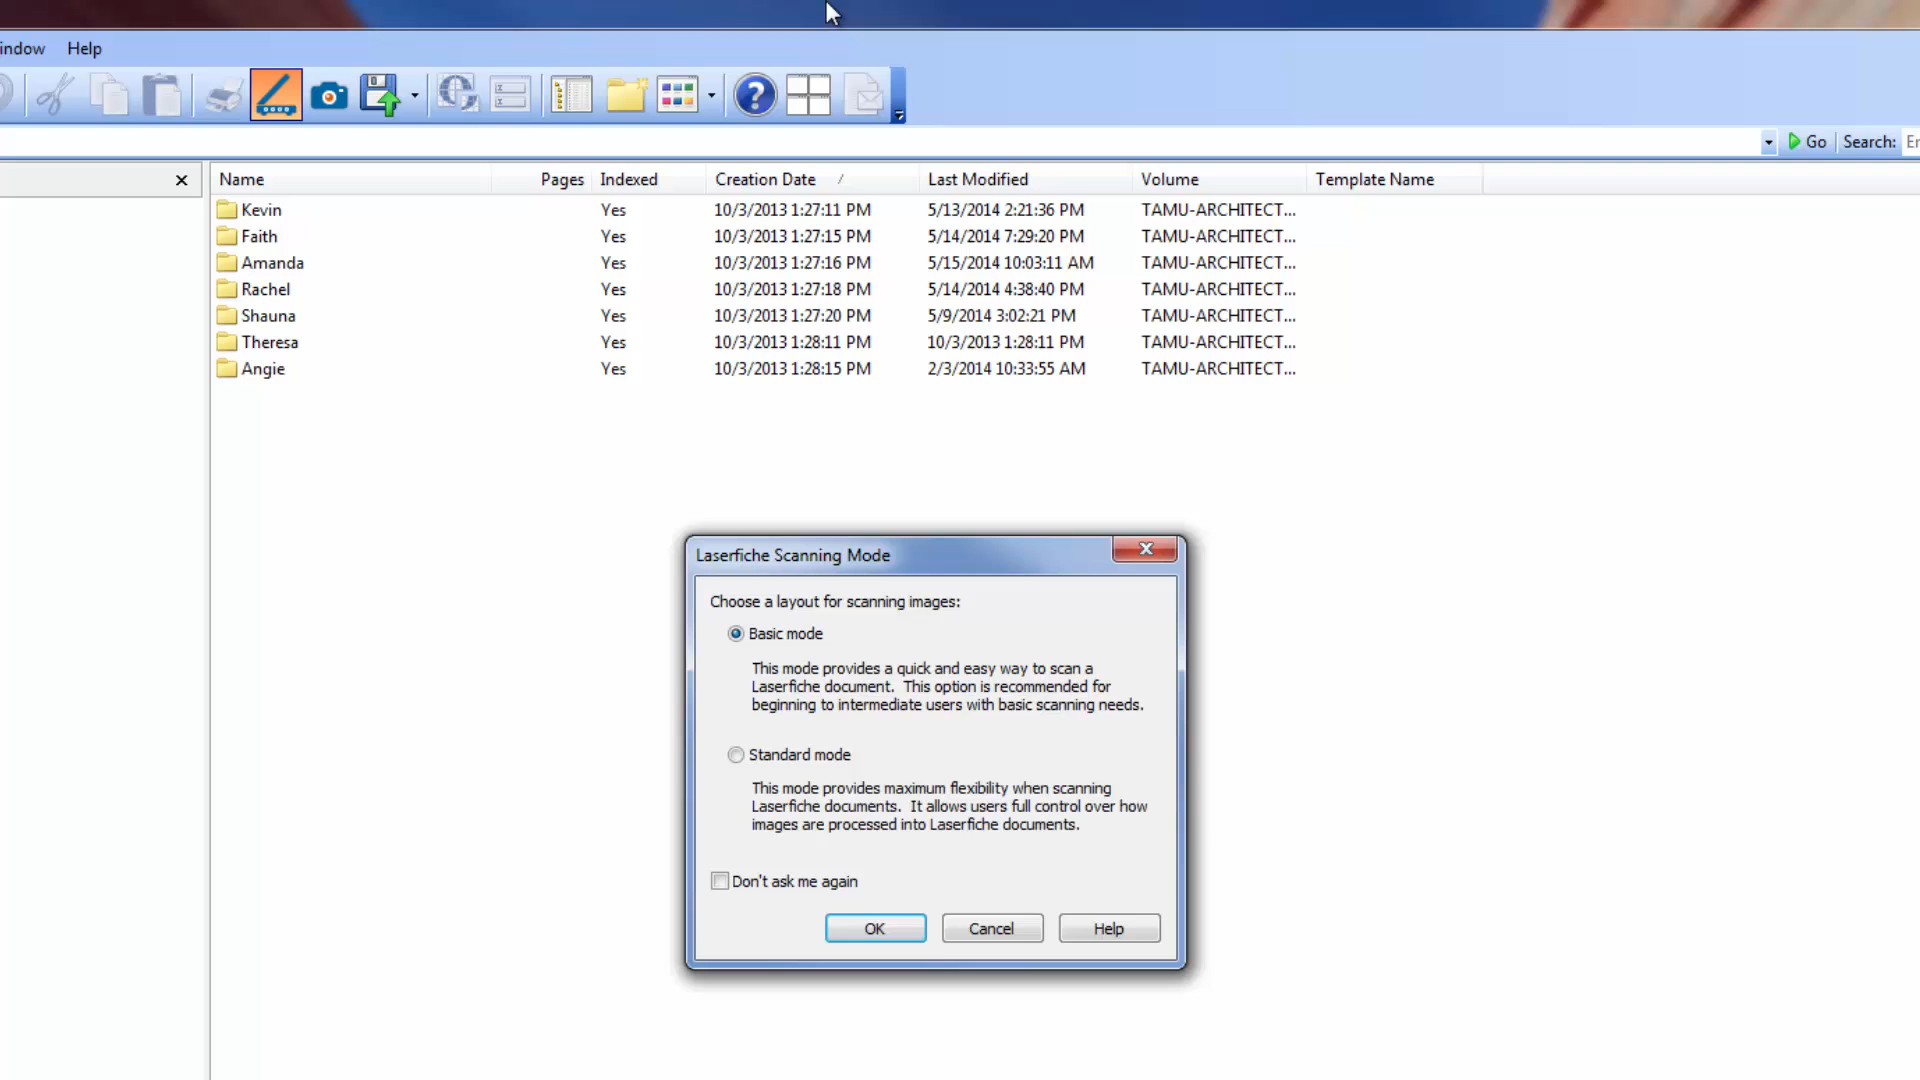 indow Help
?
Go Search: Er
Name Pages Indexed Creation Date / Last Modified Volume Template Name
Kevin Yes 10/3/2013 1:27:11 PM 5/13/2014 2:21:36 PM TAMU-ARCHITECT...
Faith Yes 10/3/2013 1:27:15 PM 5/14/2014 7:29:20 PM TAMU-ARCHITECT...
Amanda Yes 10/3/2013 1:27:16 PM 5/15/2014 10:03:11 AM TAMU-ARCHITECT...
Rachel Yes 10/3/2013 1:27:18 PM 5/14/2014 4:38:40 PM TAMU-ARCHITECT...
Shauna Yes 10/3/2013 1:27:20 PM 5/9/2014 3:02:21 PM TAMU-ARCHITECT...
Theresa Yes 10/3/2013 1:28:11 PM 10/3/2013 1:28:11 PM TAMU-ARCHITECT...
Angie Yes 10/3/2013 1:28:15 PM 2/3/2014 10:33:55 AM TAMU-ARCHITECT...
Laserfiche Scanning Mode
Choose a layout for scanning images:
Basic mode
This mode provides a quick and easy way to scan a
Laserfiche document. This option is recommended for
beginning to intermediate users with basic scanning needs.
Standard mode
This mode provides maximum flexibility when scanning
Laserfiche documents. It allows users full control over how
images are processed into Laserfiche documents.
Don't ask me again
OK Cancel Help